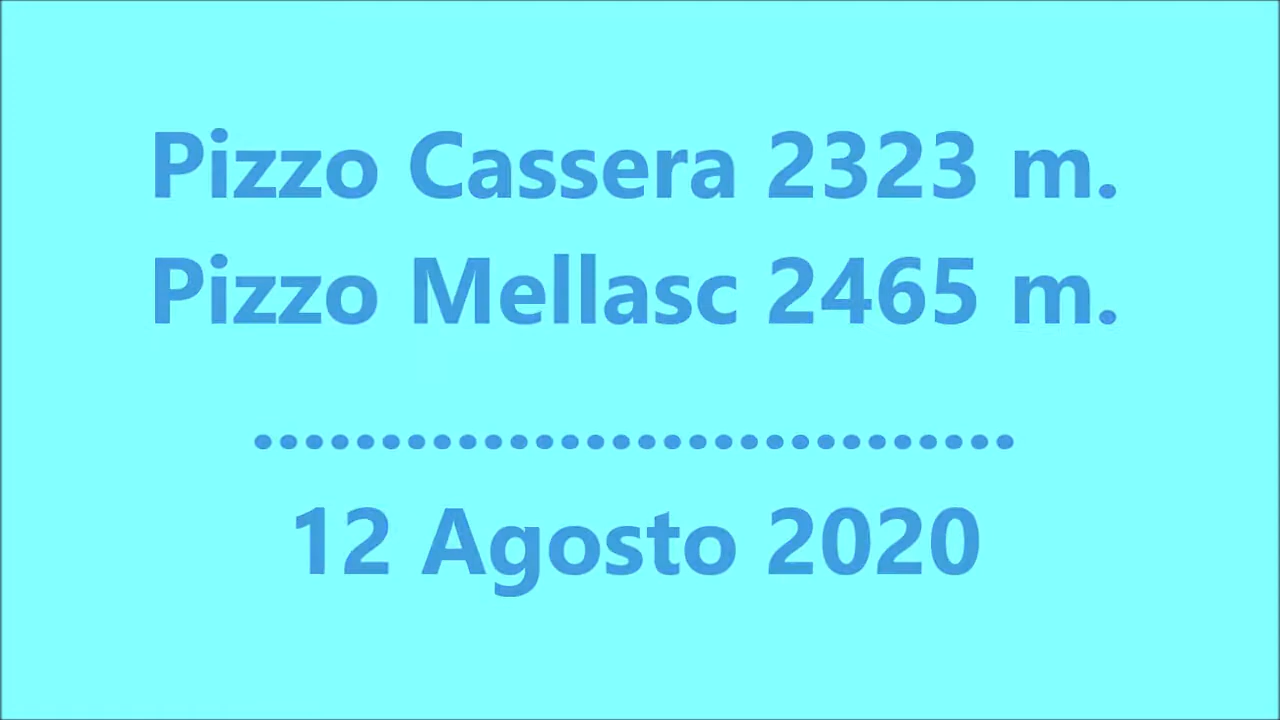 Pizzo Cassera 2323 m.
Pizzo Mellasc 2465 m.
..............................
12 Agosto 2020